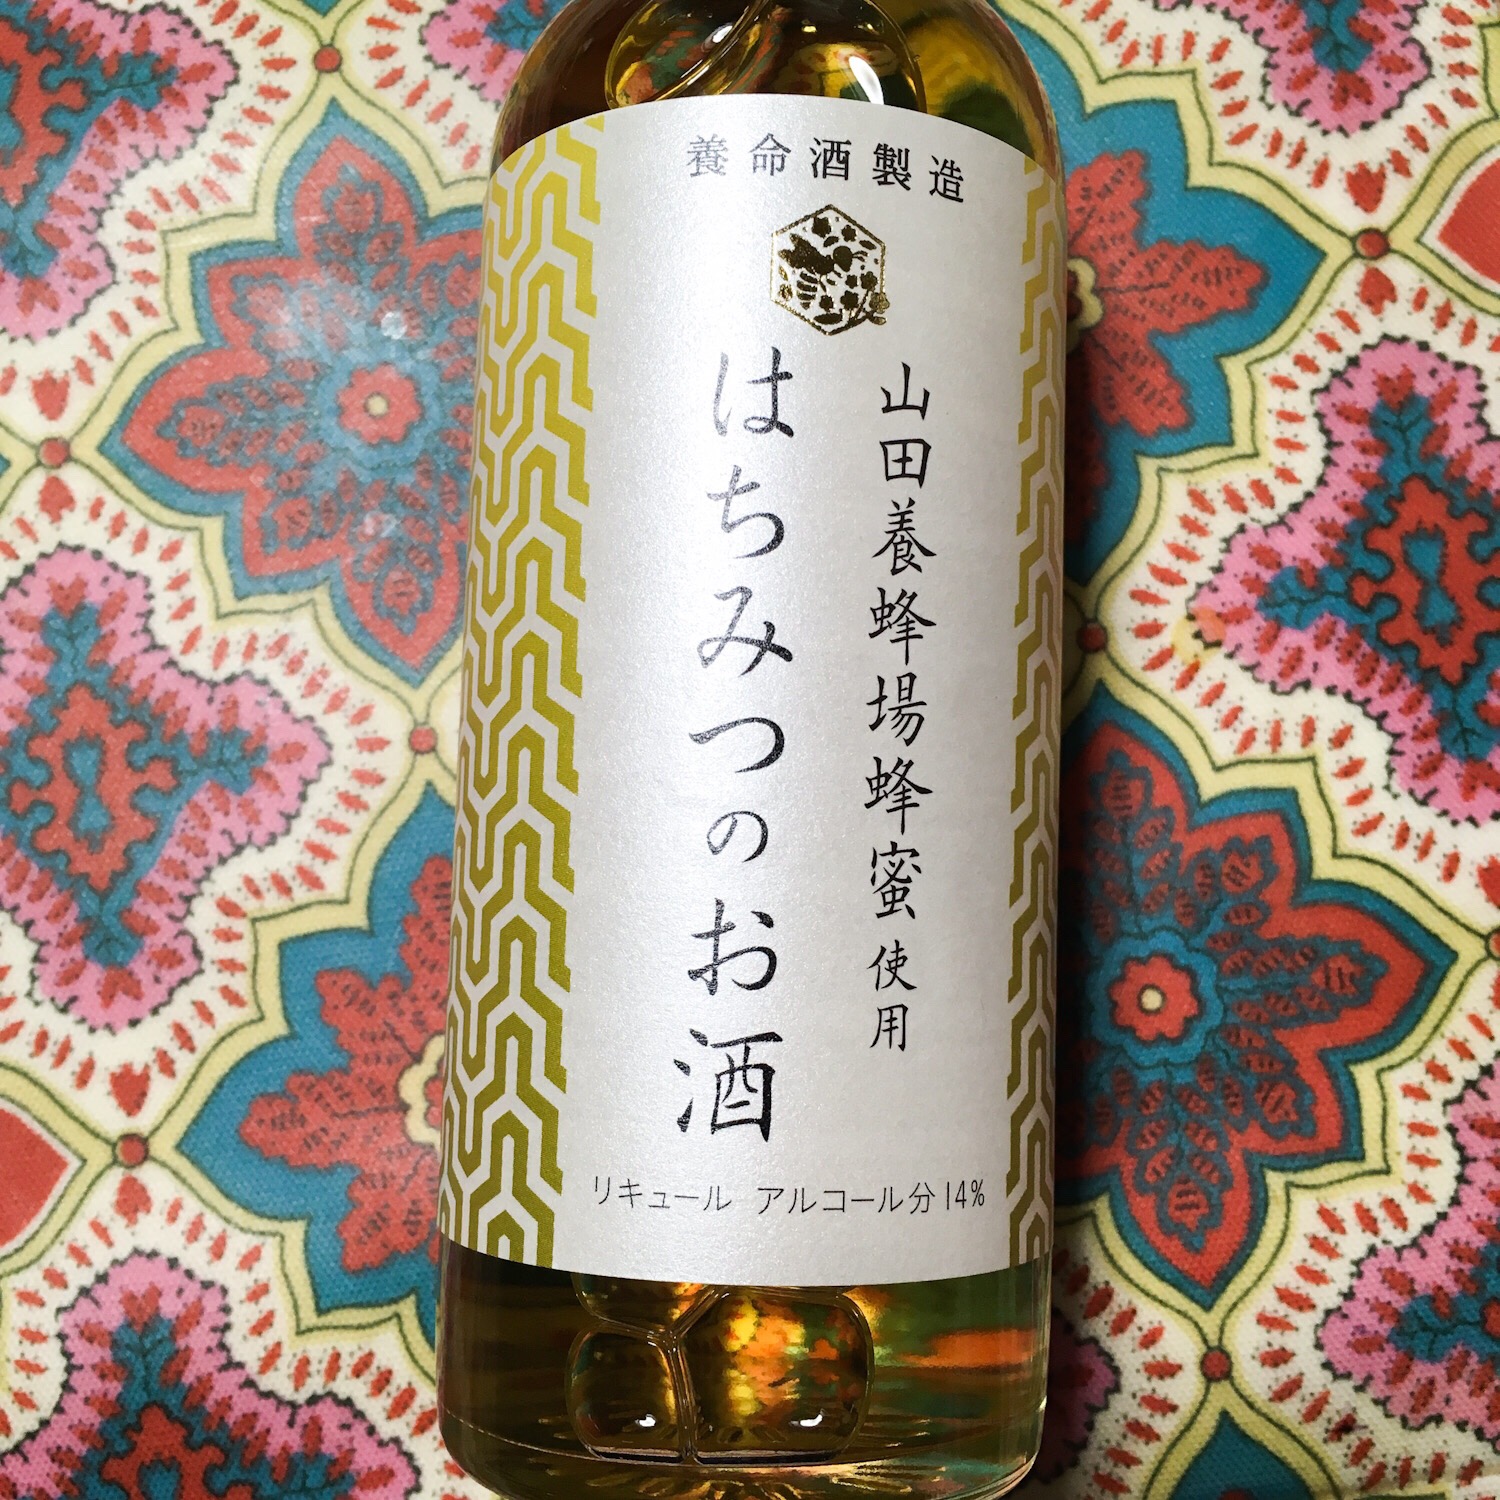 養命酒製造
山田養蜂場蜂蜜使用
はちみつのお酒
リキュール アルコール分14%